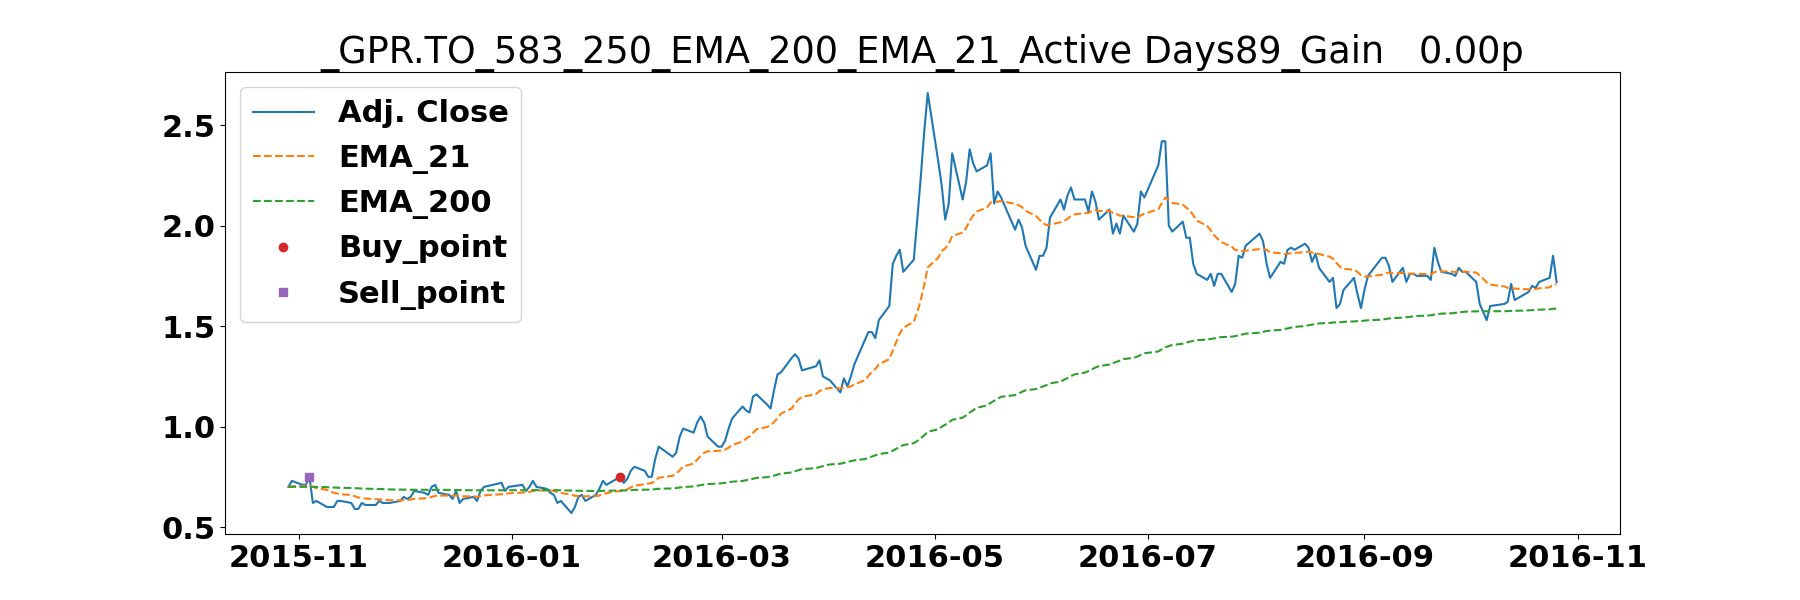 _GPR.TO_583_250_EMA_200_EMA_21_Active Days89_Gain   0.00p
Adj. Close
EMA_21
EMA_200
Buy_point
Sell_point
2.5
2.0
1.5
1.0
0.5
2015-11 2016-01 2016-03 2016-05 2016-07 2016-09 2016-11